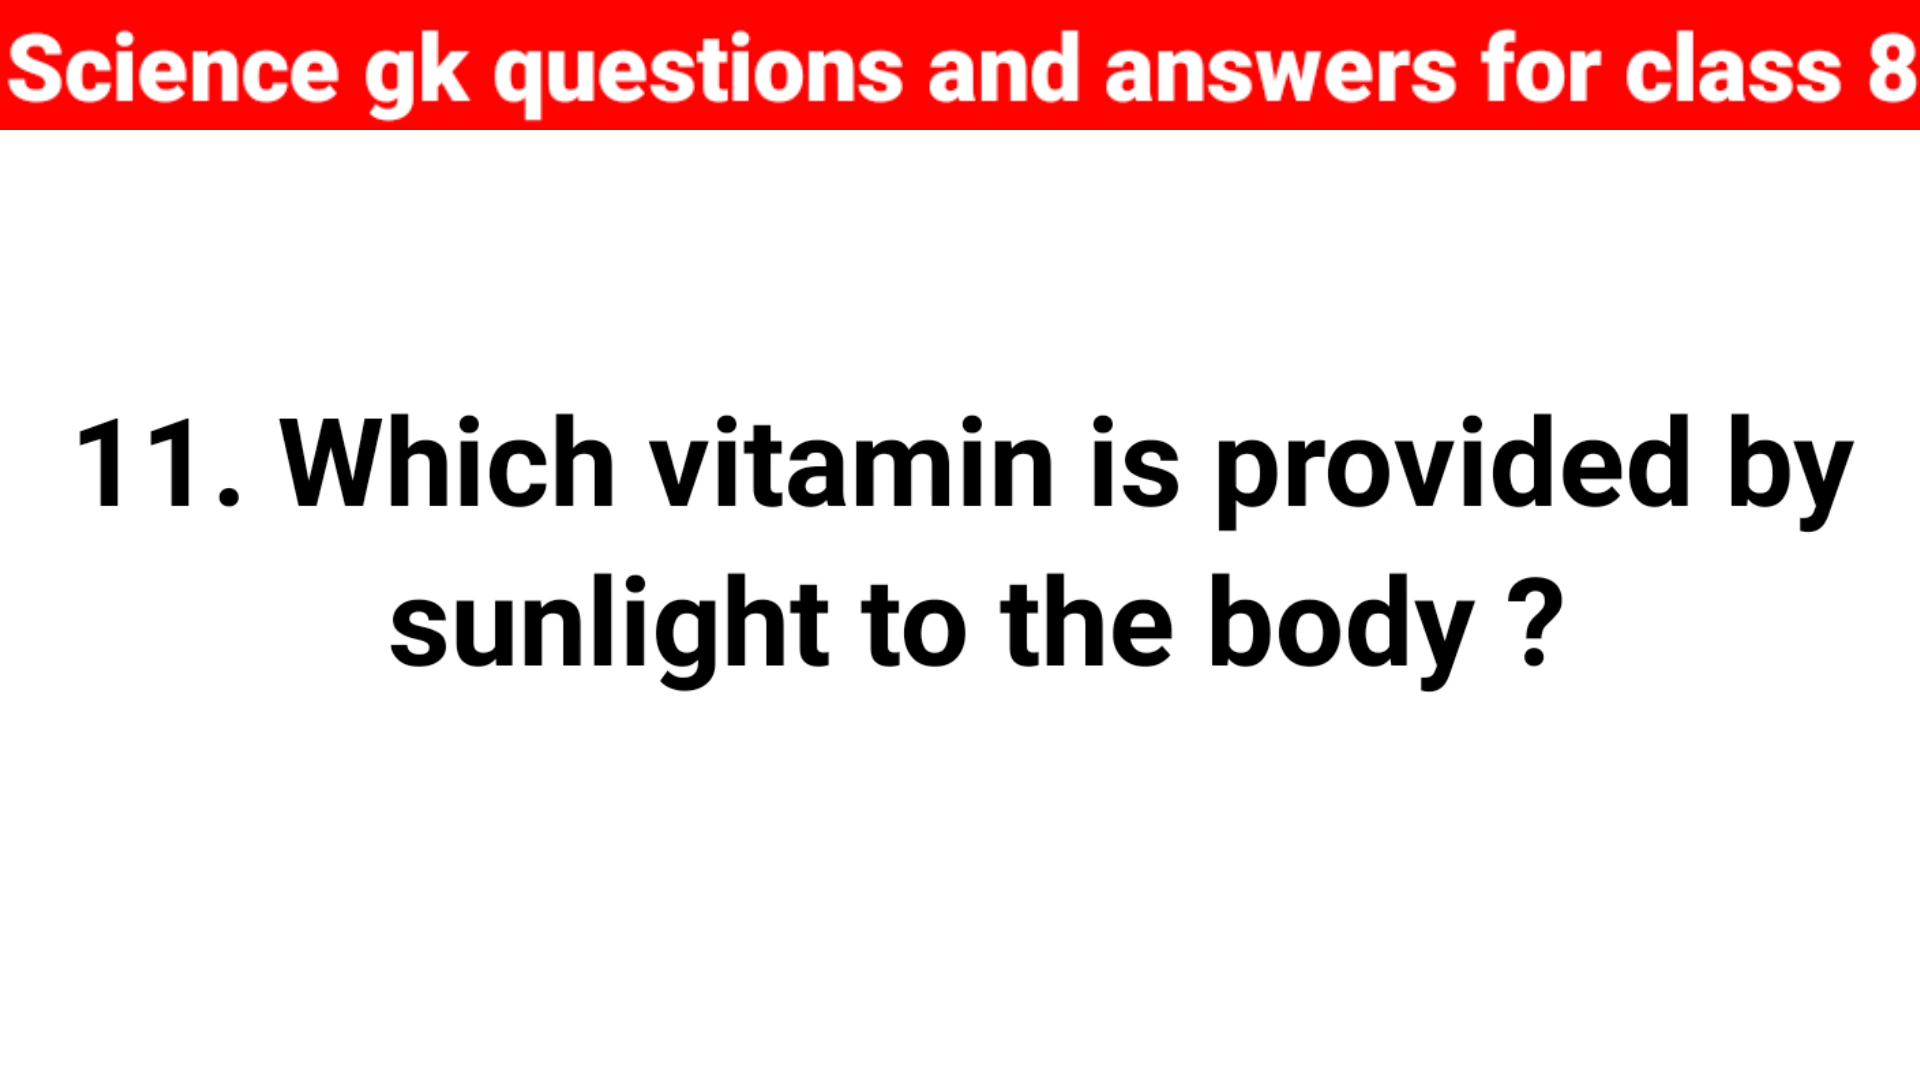 Science gk questions and answers for class 8
11. Which vitamin is provided by
sunlight to the body ?